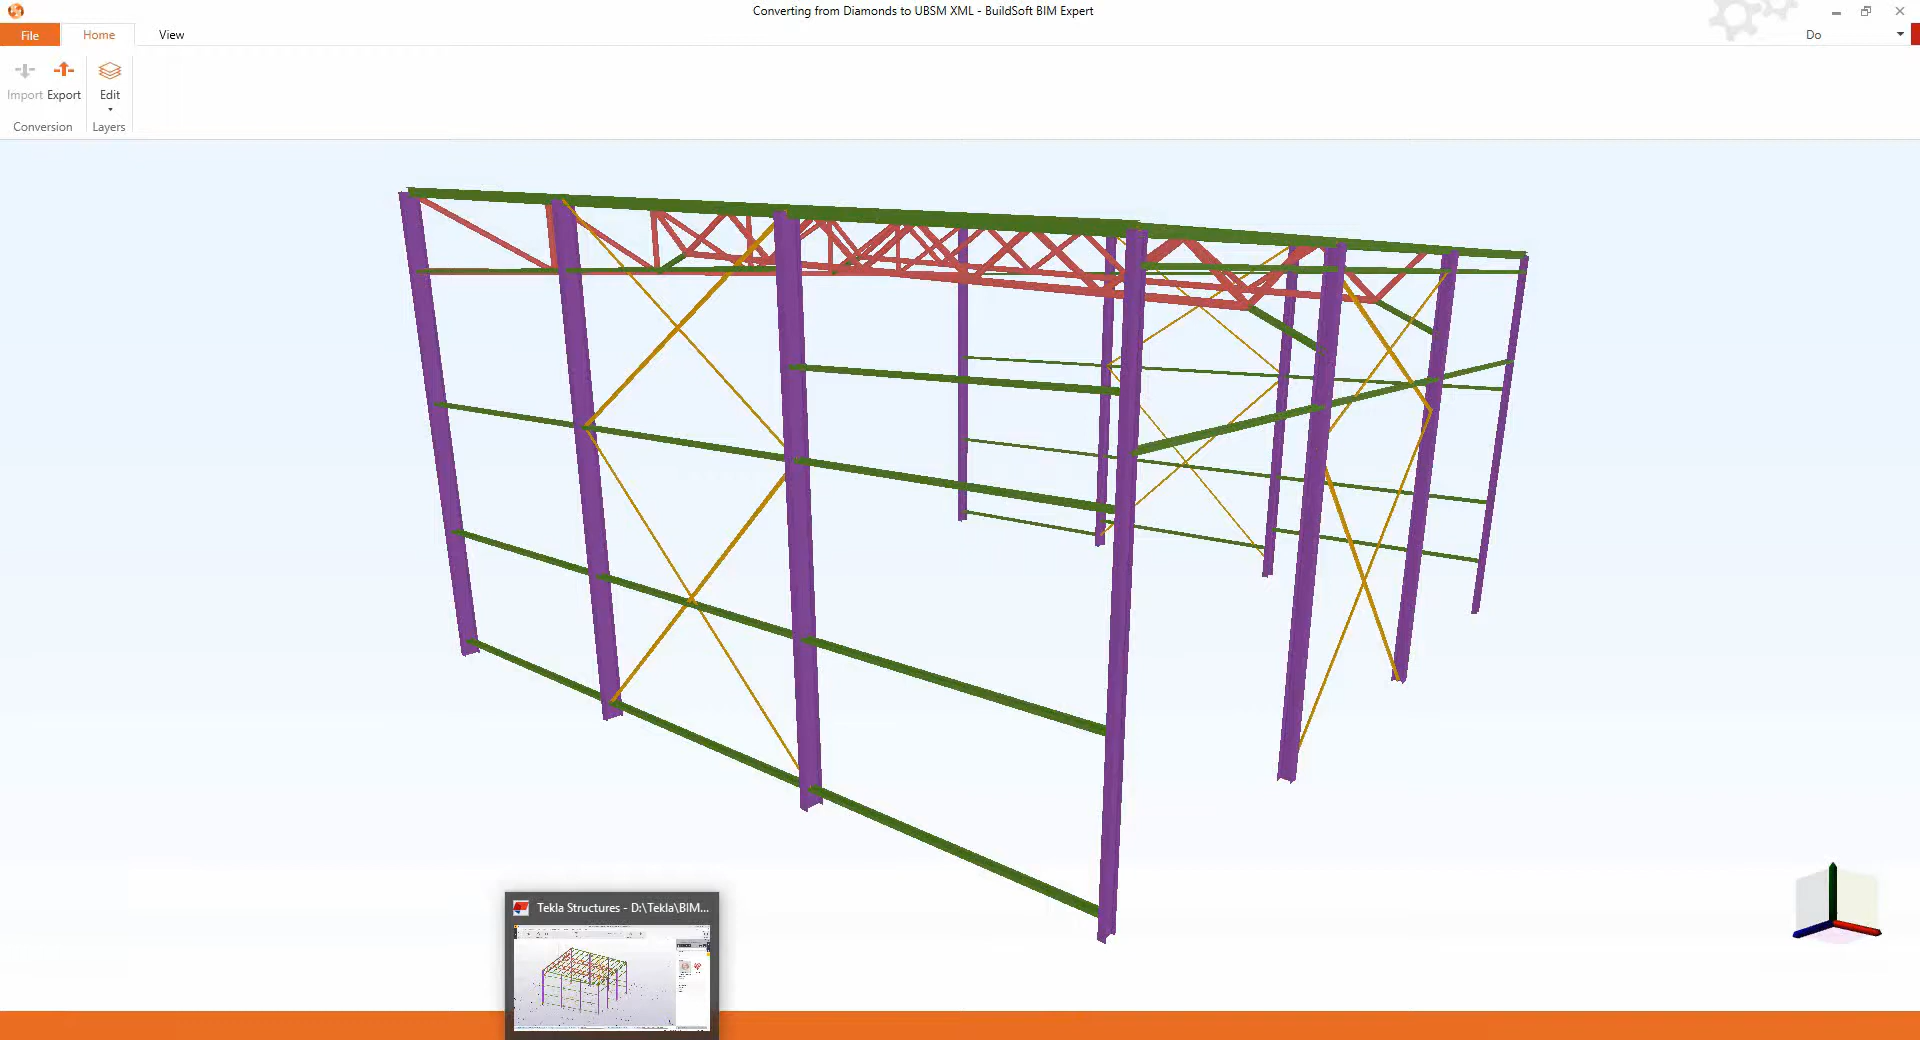 Converting from Diamonds to UBSM XML - BuildSoft BIM Expert
File Home View Do
Import Export Edit
Conversion Layers
Tekla Structures - D:\Tekla\BIM...